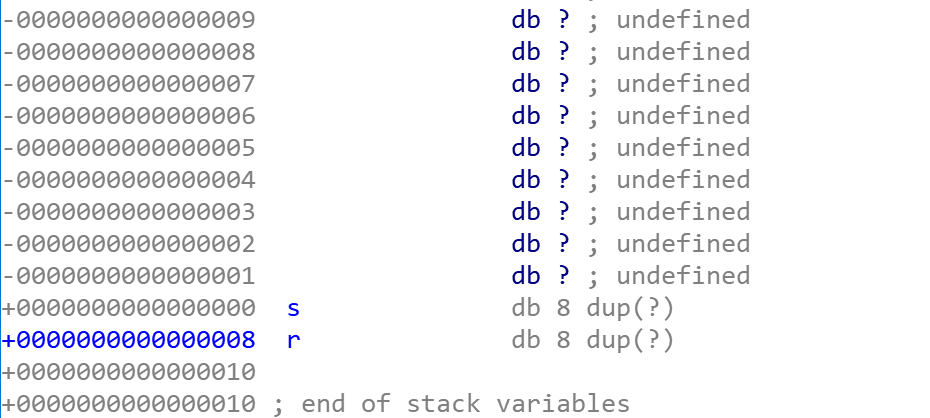 -0000000000000009 db ? ; undefined
-0000000000000008 db ? ; undefined
-0000000000000007 db ? ; undefined
-0000000000000006 db ? ; undefined
-0000000000000005 db ? ; undefined
-0000000000000004 db ? ; undefined
-0000000000000003 db ? ; undefined
-0000000000000002 db ? ; undefined
-0000000000000001 db ? ; undefined
+0000000000000000 s db 8 dup(?)
+0000000000000008 r db 8 dup(?)
+0000000000000010
+0000000000000010 ; end of stack variables